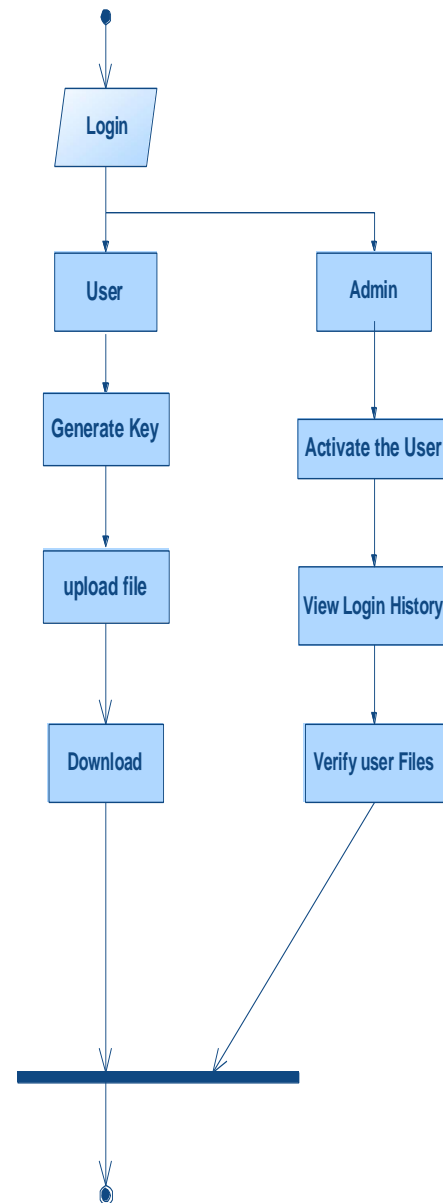 Login
User
Admin
Generate Key
Activate the User
upload file
View Login History
Download
Verify user Files